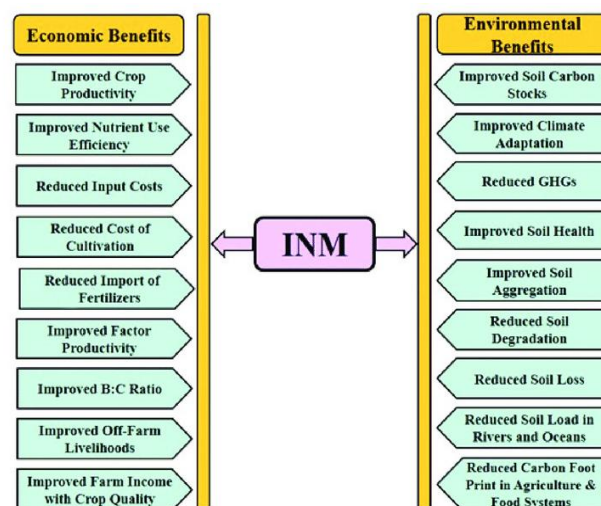 Economic Benefits
Improved Crop
Productivity
Improved Nutrient Use
Efficiency
Reduced Input Costs
Reduced Cost of
Cultivation
Reduced Import of
Fertilizers
Improved Factor
Productivity
Improved B:C Ratio
Improved Off-Farm
Livelihoods
Improved Farm Income
with Crop Quality
INM
Environmental
Benefits
Improved Soil Carbon
Stocks
Improved Climate
Adaptation
Reduced GHGs
Improved Soil Health
Improved Soil
Aggregation
Reduced Soil
Degradation
Reduced Soil Loss
Reduced Soil Load in
Rivers and Oceans
Reduced Carbon Foot
Print in Agriculture &
Food Systems